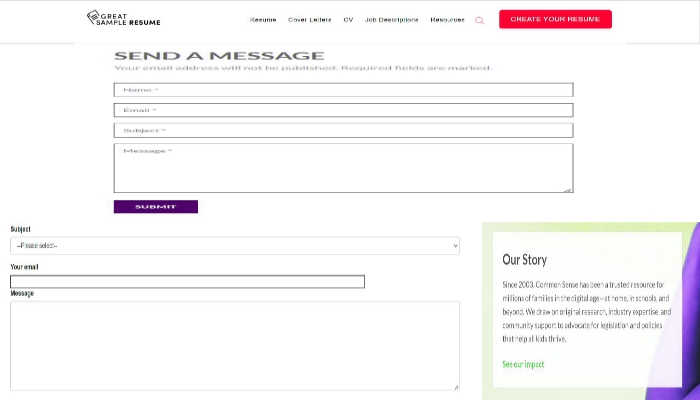 GREAT
SAMPLE RESUME
Resume Cover Letters CV Job Descriptions Resources CREATE YOUR RESUME
SEND A MESSAGE
Your email address will not be published. Required fields are marked.
Name *
Email *
Subject *
Message *
SUBMIT
Subject
--Please select--
Your email
Message
Our Story
Since 2003, Common Sense has been a trusted resource for
millions of families in the digital age—at home, in schools, and
beyond. We draw on original research, industry expertise, and
community support to advocate for legislation and policies
that help all kids thrive.
See our impact